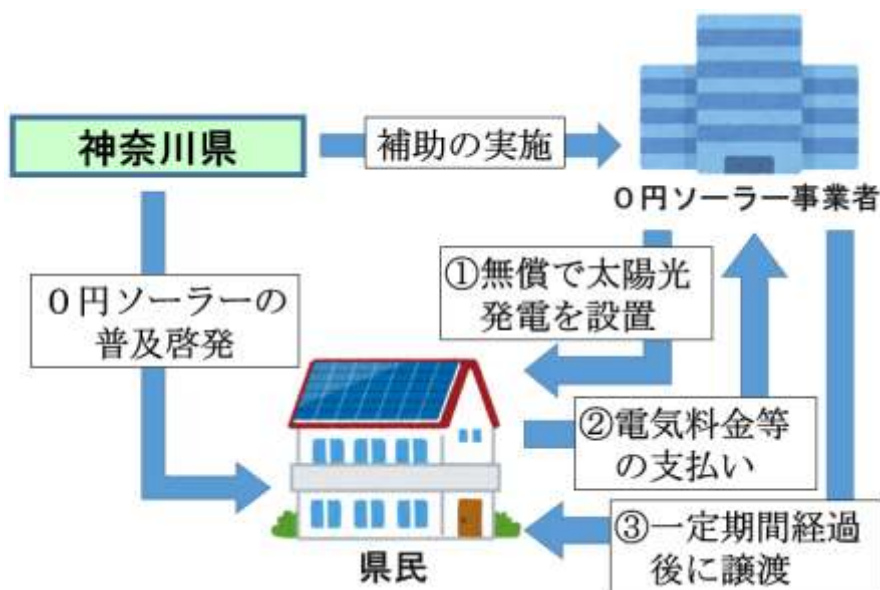 神奈川県
補助の実施
０円ソーラー事業者
①無償で太陽光
発電を設置
０円ソーラーの
普及啓発
②電気料金等
の支払い
③一定期間経過
後に譲渡
県民